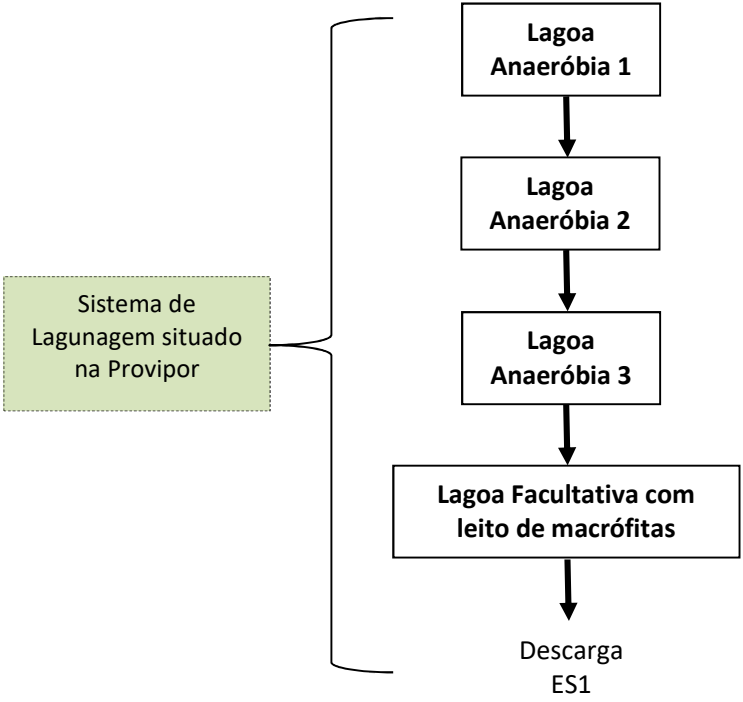 Lagoa
Anaeróbia 1
Lagoa
Anaeróbia 2
Sistema de
Lagunagem situado
na Provipor
Lagoa
Anaeróbia 3
Lagoa Facultativa com
leito de macrófitas
Descarga
ES1